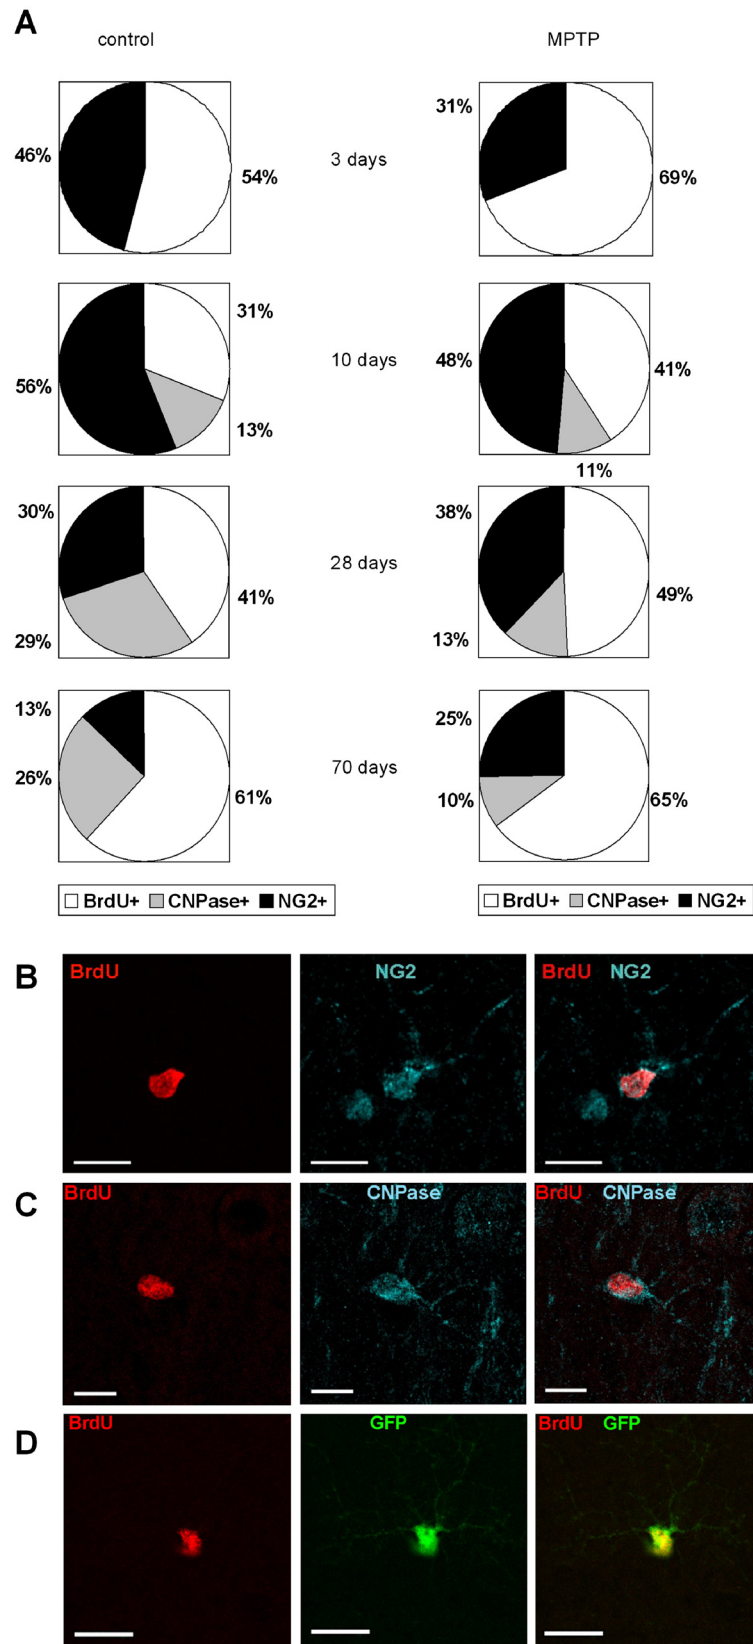 A
control MPTP
46% 54% 3 days 31% 69%
31%
56% 10 days 48% 41%
13%
11%
30% 38%
28 days
41% 49%
29% 13%
13% 25%
26% 70 days 10% 65%
61%
BrdU+ CNPase+ NG2+ BrdU+ CNPase+ NG2+
B BrdU NG2 BrdU NG2
C BrdU CNPase BrdU CNPase
D BrdU GFP BrdU GFP